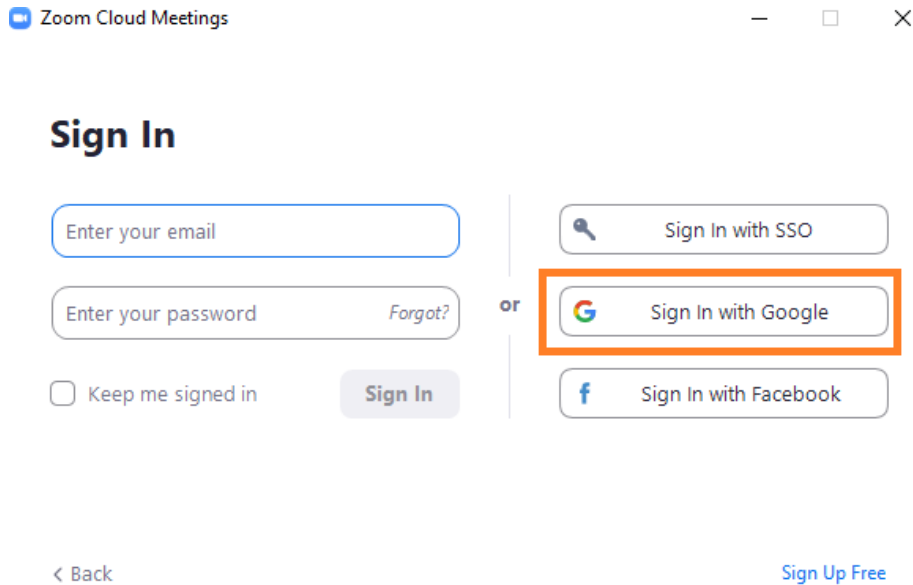 Zoom Cloud Meetings
Sign In
Enter your email
Enter your password
Forgot?
Keep me signed in
Sign In
or
Sign In with SSO
Sign In with Google
Sign In with Facebook
Back
Sign Up Free